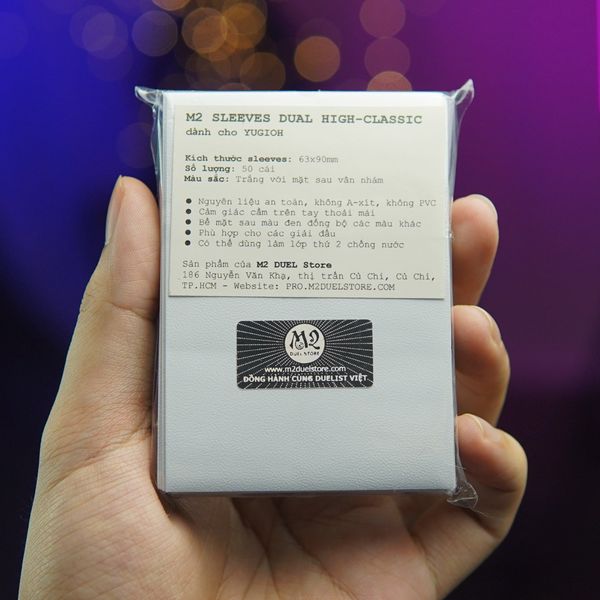 M2 SLEEVES DUAL HIGH-CLASSIC
dành cho YUGIOH
Kích thước sleeves: 63x90mm
Số lượng: 50 cái
Màu sắc: Trắng với mặt sau vân nhám
● Nguyên liệu an toàn, không A-xít, không PVC
● Cảm giác cầm trên tay thoải mái
● Bề mặt sau màu đen đồng bộ các màu khác
● Phù hợp cho các giải đấu
● Có thể dùng làm lớp thứ 2 chống nước
Sản phẩm của M2 DUEL Store
186 Nguyễn Văn Khạ, thị trấn Củ Chi, Củ Chi,
TP.HCM - Website: PRO.M2DUELSTORE.COM
M2
DUEL STORE
www.m2duelstore.com
ĐỒNG HÀNH CÙNG DUELIST VIỆT